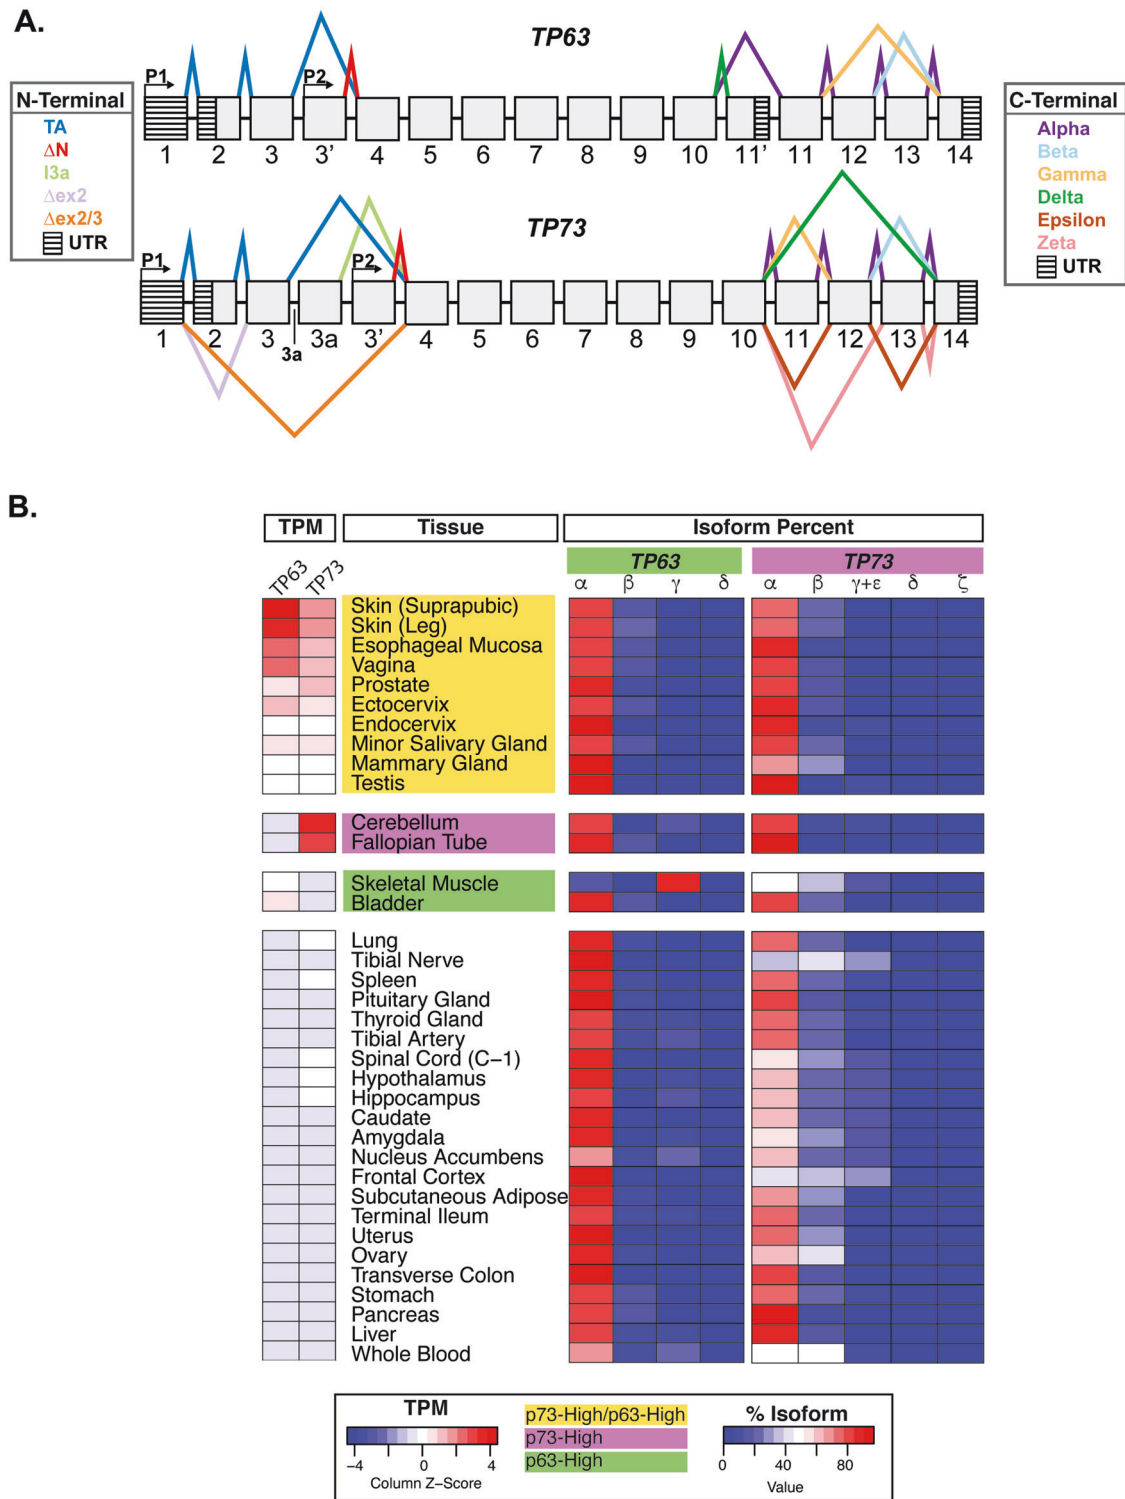 A.
TP63
N-Terminal
TA
ΔN
I3a
Δex2
Δex2/3
UTR
P1
P2
1 2 3 3' 4 5 6 7 8 9 10 11' 11 12 13 14
C-Terminal
Alpha
Beta
Gamma
Delta
Epsilon
Zeta
UTR
TP73
P1
P2
1 2 3 3a 3' 4 5 6 7 8 9 10 11 12 13 14
3a
B.
TPM Tissue Isoform Percent
TP63 TP73
TP63 TP73
α β γ δ α β γ+ε δ ζ
Skin (Suprapubic)
Skin (Leg)
Esophageal Mucosa
Vagina
Prostate
Ectocervix
Endocervix
Minor Salivary Gland
Mammary Gland
Testis
Cerebellum
Fallopian Tube
Skeletal Muscle
Bladder
Lung
Tibial Nerve
Spleen
Pituitary Gland
Thyroid Gland
Tibial Artery
Spinal Cord (C−1)
Hypothalamus
Hippocampus
Caudate
Amygdala
Nucleus Accumbens
Frontal Cortex
Subcutaneous Adipose
Terminal Ileum
Uterus
Ovary
Transverse Colon
Stomach
Pancreas
Liver
Whole Blood
TPM
−4 0 4
Column Z−Score
p73-High/p63-High
p73-High
p63-High
% Isoform
0 40 80
Value